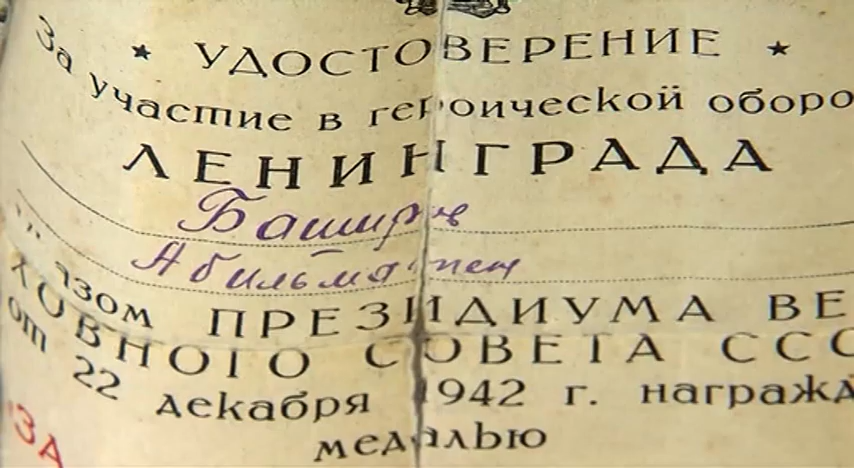 ★ УДОСТОВЕРЕНИЕ ★
За участие в героической оборо
ЛЕНИНГРАДА
Баширов
зом ПРЕЗИДИУМА ВЕ
ХОВНОГО СОВЕТА ССС
от 22 декабря 1942 г. награжд
медалью
ЗА